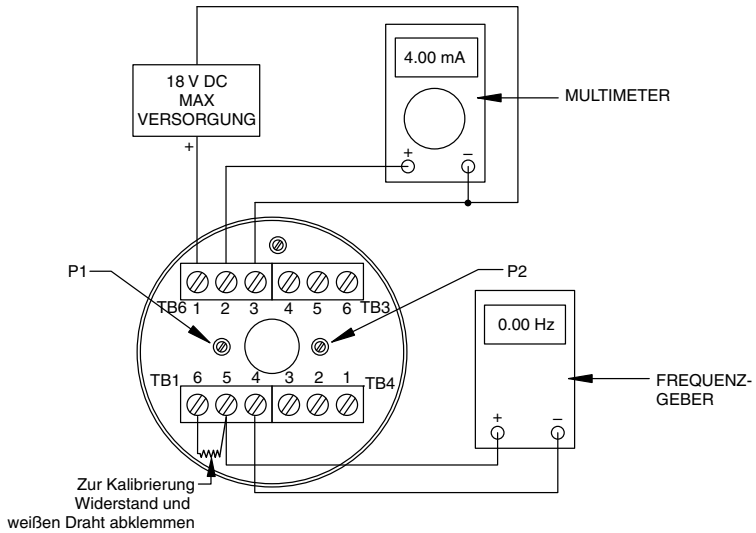 4.00 mA
18 V DC
MAX
VERSORGUNG
+
MULTIMETER
+ −
P1
P2
TB6 1 2 3 4 5 6 TB3
0.00 Hz
TB1 6 5 4 3 2 1 TB4
FREQUENZ-
GEBER
+ −
Zur Kalibrierung
Widerstand und
weißen Draht abklemmen